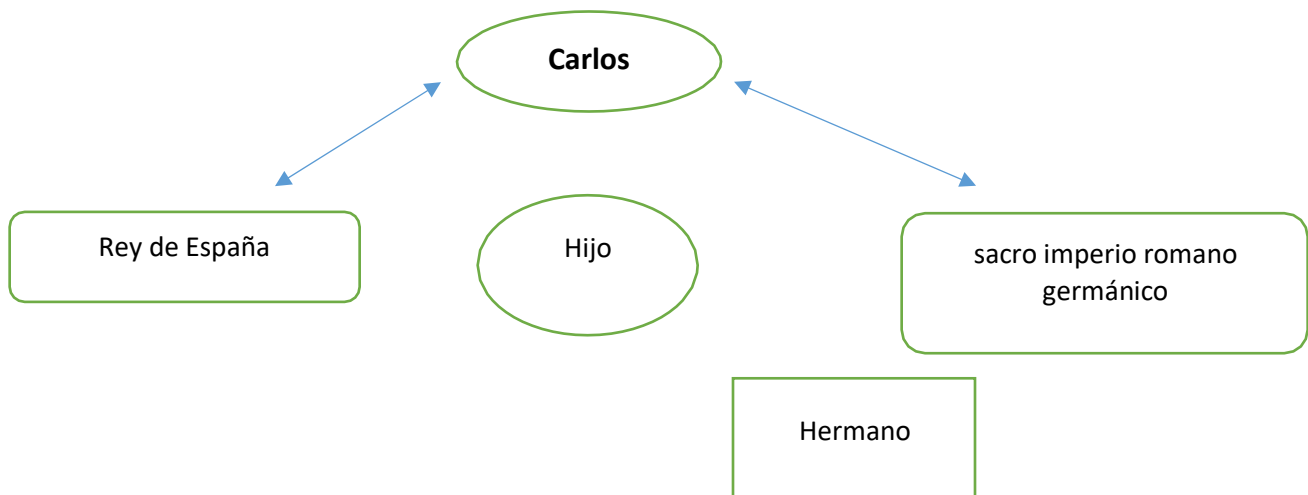 Carlos
Rey de España
Hijo
sacro imperio romano
germánico
Hermano